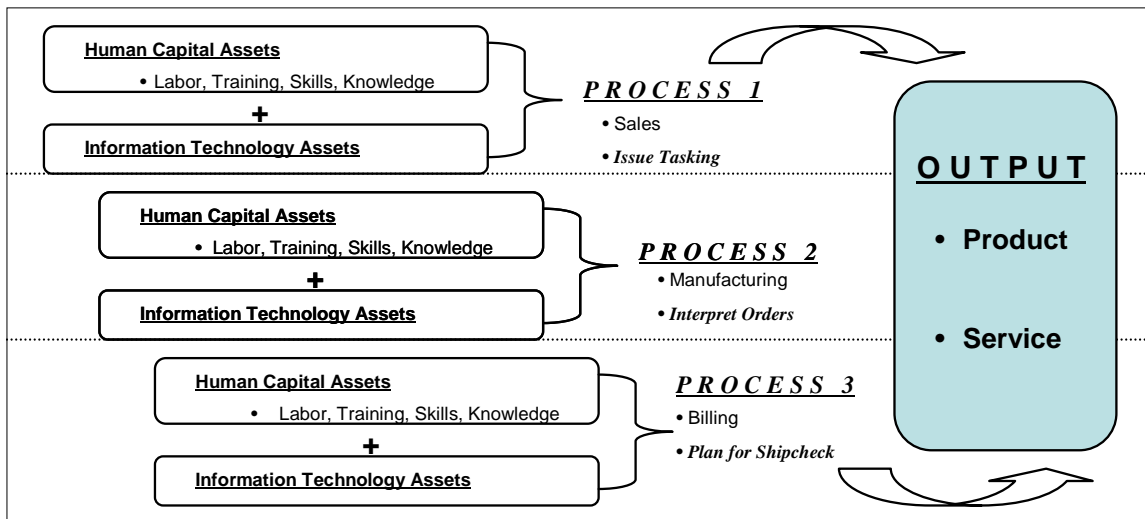 Human Capital Assets
• Labor, Training, Skills, Knowledge
+
Information Technology Assets
PROCESS 1
• Sales
• Issue Tasking
Human Capital Assets
• Labor, Training, Skills, Knowledge
+
Information Technology Assets
PROCESS 2
• Manufacturing
• Interpret Orders
Human Capital Assets
• Labor, Training, Skills, Knowledge
+
Information Technology Assets
PROCESS 3
• Billing
• Plan for Shipcheck
OUTPUT
• Product
• Service